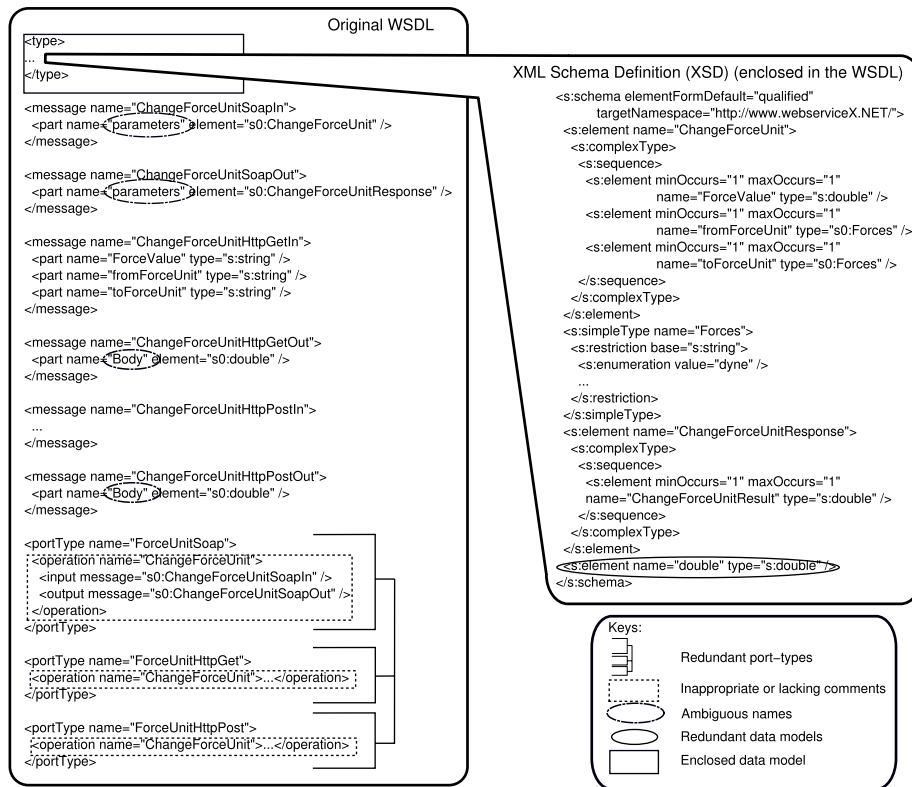 Original WSDL
<type>
...
</type>
<message name="ChangeForceUnitSoapIn">
<part name="parameters" element="s0:ChangeForceUnit" />
</message>
<message name="ChangeForceUnitSoapOut">
<part name="parameters" element="s0:ChangeForceUnitResponse" />
</message>
<message name="ChangeForceUnitHttpGetIn">
<part name="ForceValue" type="s:string" />
<part name="fromForceUnit" type="s:string" />
<part name="toForceUnit" type="s:string" />
</message>
<message name="ChangeForceUnitHttpGetOut">
<part name="Body" element="s0:double" />
</message>
<message name="ChangeForceUnitHttpPostIn">
...
</message>
<message name="ChangeForceUnitHttpPostOut">
<part name="Body" element="s0:double" />
</message>
<portType name="ForceUnitSoap">
<operation name="ChangeForceUnit">
<input message="s0:ChangeForceUnitSoapIn" />
<output message="s0:ChangeForceUnitSoapOut" />
</operation>
</portType>
<portType name="ForceUnitHttpGet">
<operation name="ChangeForceUnit">...</operation>
</portType>
<portType name="ForceUnitHttpPost">
<operation name="ChangeForceUnit">...</operation>
</portType>
XML Schema Definition (XSD) (enclosed in the WSDL)
<s:schema elementFormDefault="qualified"
targetNamespace="http://www.webserviceX.NET/">
<s:element name="ChangeForceUnit">
<s:complexType>
<s:sequence>
<s:element minOccurs="1" maxOccurs="1"
name="ForceValue" type="s:double" />
<s:element minOccurs="1" maxOccurs="1"
name="fromForceUnit" type="s0:Forces" />
<s:element minOccurs="1" maxOccurs="1"
name="toForceUnit" type="s0:Forces" />
</s:sequence>
</s:complexType>
</s:element>
<s:simpleType name="Forces">
<s:restriction base="s:string">
<s:enumeration value="dyne" />
...
</s:restriction>
</s:simpleType>
<s:element name="ChangeForceUnitResponse">
<s:complexType>
<s:sequence>
<s:element minOccurs="1" maxOccurs="1"
name="ChangeForceUnitResult" type="s:double" />
</s:sequence>
</s:complexType>
</s:element>
<s:element name="double" type="s:double" />
</s:schema>
Keys:
Redundant port-types
Inappropriate or lacking comments
Ambiguous names
Redundant data models
Enclosed data model